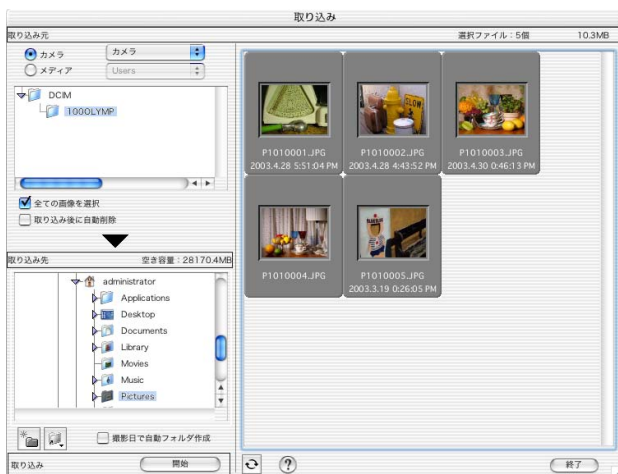 取り込み
取り込み元
選択ファイル：5個 10.3MB
カメラ カメラ
メディア Users
DCIM
100OLYMP
全ての画像を選択
取り込み後に自動削除
取り込み先 空き容量：28170.4MB
administrator
Applications
Desktop
Documents
Library
Movies
Music
Pictures
撮影日で自動フォルダ作成
取り込み 開始
P1010001.JPG
2003.4.28 5:51:04 PM
P1010002.JPG
2003.4.28 4:43:52 PM
P1010003.JPG
2003.4.30 0:46:13 PM
P1010004.JPG
P1010005.JPG
2003.3.19 0:26:05 PM
SLOW
?
終了